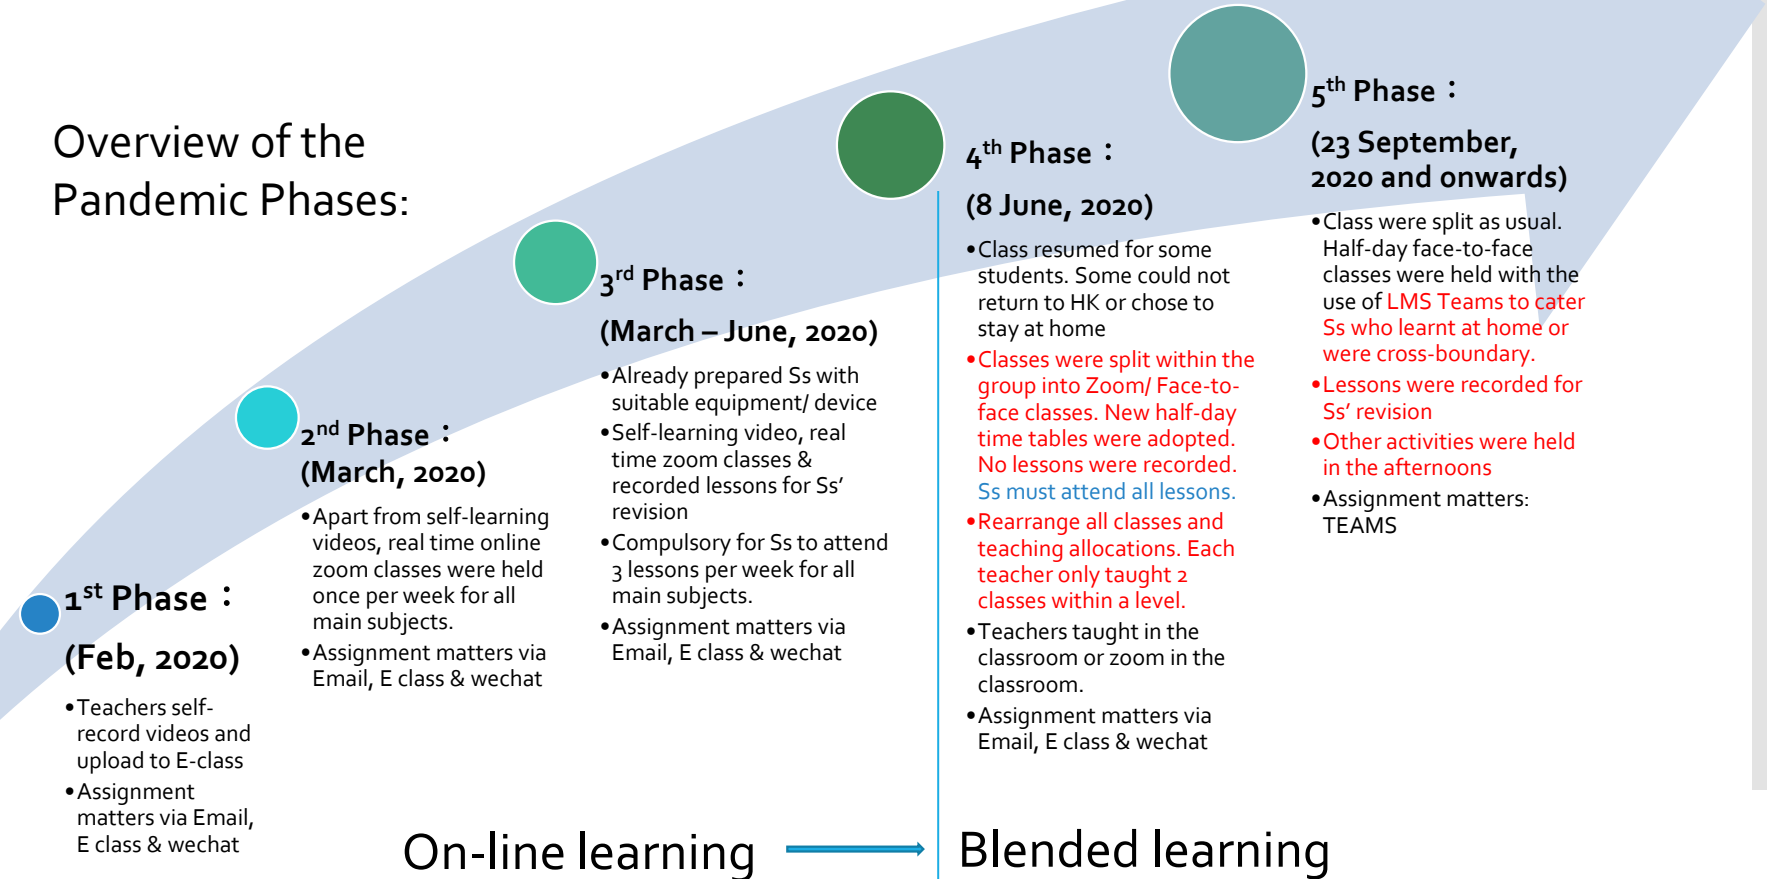 Overview of the
Pandemic Phases:
1st Phase：
(Feb, 2020)
•Teachers self-
record videos and
upload to E-class
•Assignment
matters via Email,
E class & wechat
2nd Phase：
(March, 2020)
•Apart from self-learning
videos, real time online
zoom classes were held
once per week for all
main subjects.
•Assignment matters via
Email, E class & wechat
3rd Phase：
(March – June, 2020)
•Already prepared Ss with
suitable equipment/ device
•Self-learning video, real
time zoom classes &
recorded lessons for Ss’
revision
•Compulsory for Ss to attend
3 lessons per week for all
main subjects.
•Assignment matters via
Email, E class & wechat
4th Phase：
(8 June, 2020)
•Class resumed for some
students. Some could not
return to HK or chose to
stay at home
•Classes were split within the
group into Zoom/ Face-to-
face classes. New half-day
time tables were adopted.
No lessons were recorded.
Ss must attend all lessons.
•Rearrange all classes and
teaching allocations. Each
teacher only taught 2
classes within a level.
•Teachers taught in the
classroom or zoom in the
classroom.
•Assignment matters via
Email, E class & wechat
5th Phase：
(23 September,
2020 and onwards)
•Class were split as usual.
Half-day face-to-face
classes were held with the
use of LMS Teams to cater
Ss who learnt at home or
were cross-boundary.
•Lessons were recorded for
Ss’ revision
•Other activities were held
in the afternoons
•Assignment matters:
TEAMS
On-line learning
Blended learning